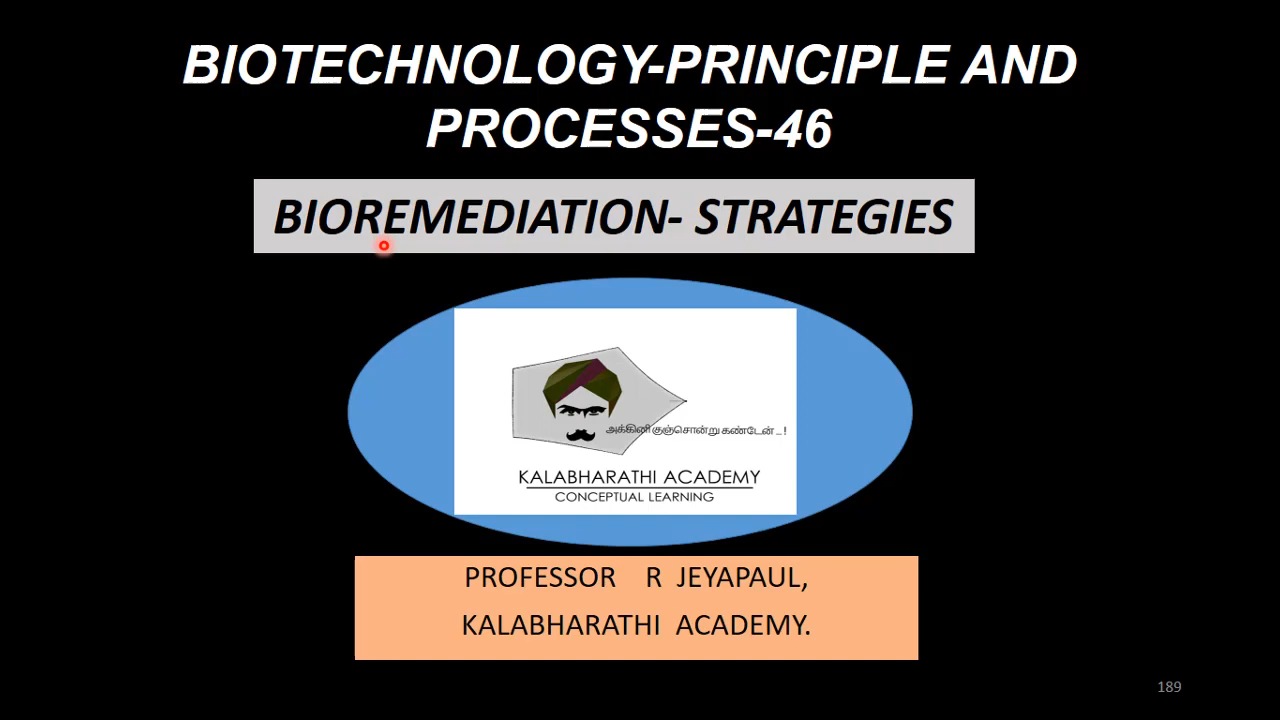 BIOTECHNOLOGY-PRINCIPLE AND
PROCESSES-46
BIOREMEDIATION- STRATEGIES
அக்கினி குஞ்சொன்று கண்டேன் ...!
KALABHARATHI ACADEMY
CONCEPTUAL LEARNING
PROFESSOR R JEYAPAUL,
KALABHARATHI ACADEMY.
189